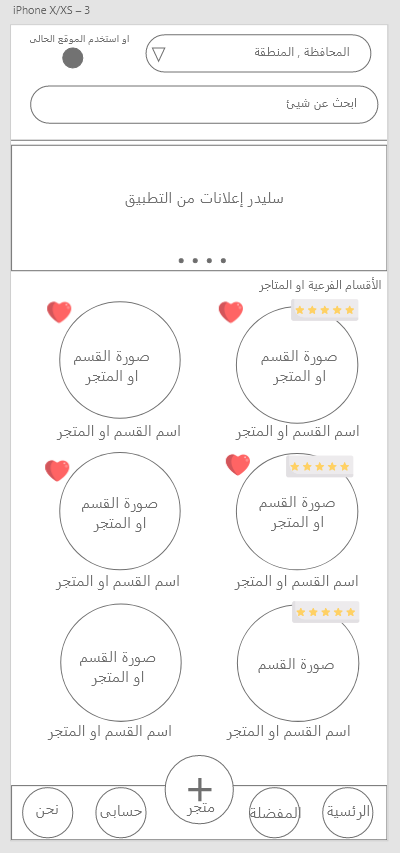 iPhone X/XS – 3
المحافظة , المنطقة
او استخدم الموقع الحالى
ابحث عن شيئ
سليدر إعلانات من التطبيق
الأقسام الفرعية او المتاجر
صورة القسم
او المتجر
اسم القسم او المتجر
صورة القسم
او المتجر
اسم القسم او المتجر
صورة القسم
او المتجر
اسم القسم او المتجر
صورة القسم
او المتجر
اسم القسم او المتجر
صورة القسم
اسم القسم او المتجر
صورة القسم
او المتجر
اسم القسم او المتجر
الرئسية
المفضلة
+
متجر
حسابى
نحن